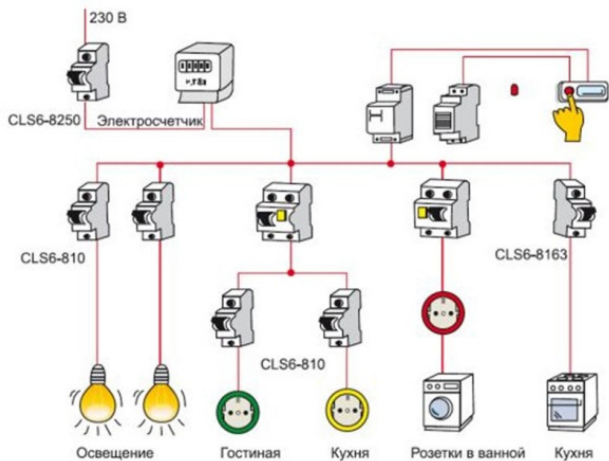 230 В
CLS6-8250
Электросчетчик
CLS6-810
CLS6-8163
CLS6-810
Освещение
Гостиная
Кухня
Розетки в ванной
Кухня